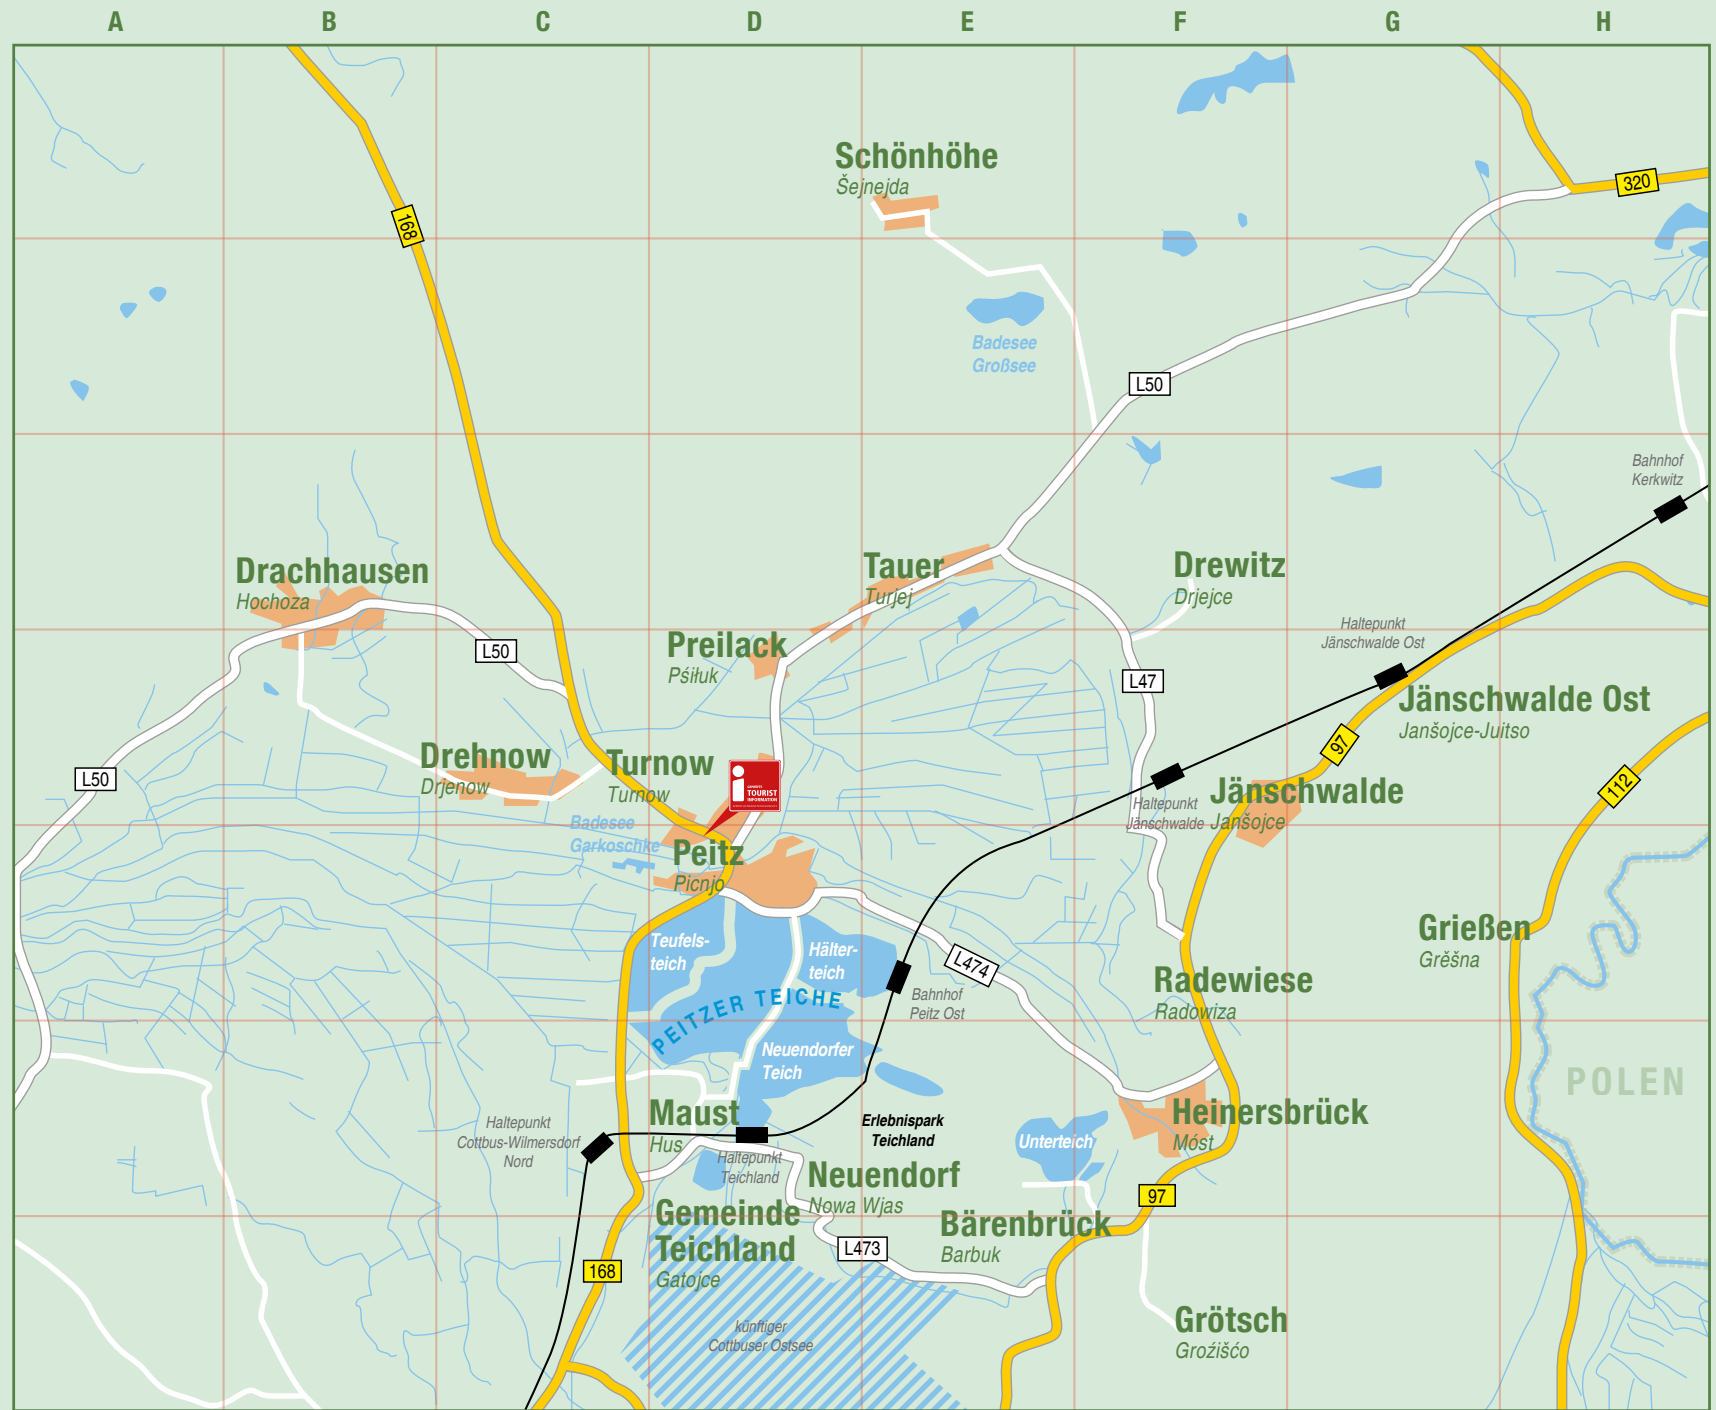 A B C D E F G H
Schönhöhe
Šejnejda
320
168
Badesee
Großsee
L50
Bahnhof
Kerkwitz
Drachhausen
Hochoza
Tauer
Turjej
Drewitz
Drjejce
Haltepunkt
Jänschwalde Ost
Preilack
Pśiłuk
L50
L47
Jänschwalde Ost
Janšojce-Juitso
97
Drehnow
Drjenow
Turnow
Turnow
L50
TOURIST
INFORMATION
112
Haltepunkt
Jänschwalde
Jänschwalde
Janšojce
Badesee
Garkoschke
Peitz
Picnjo
Grießen
Grěšna
Teufels-
teich
Hälter-
teich
L474
PEITZER TEICHE
Bahnhof
Peitz Ost
Radewiese
Radowiza
Neuendorfer
Teich
POLEN
Maust
Hus
Haltepunkt
Cottbus-Wilmersdorf
Nord
Erlebnispark
Teichland
Unterteich
Heinersbrück
Móst
Haltepunkt
Teichland
Neuendorf
Nowa Wjas
97
Gemeinde
Teichland
Gatojce
Bärenbrück
Barbuk
L473
168
Grötsch
Groźišćo
künftiger
Cottbuser Ostsee